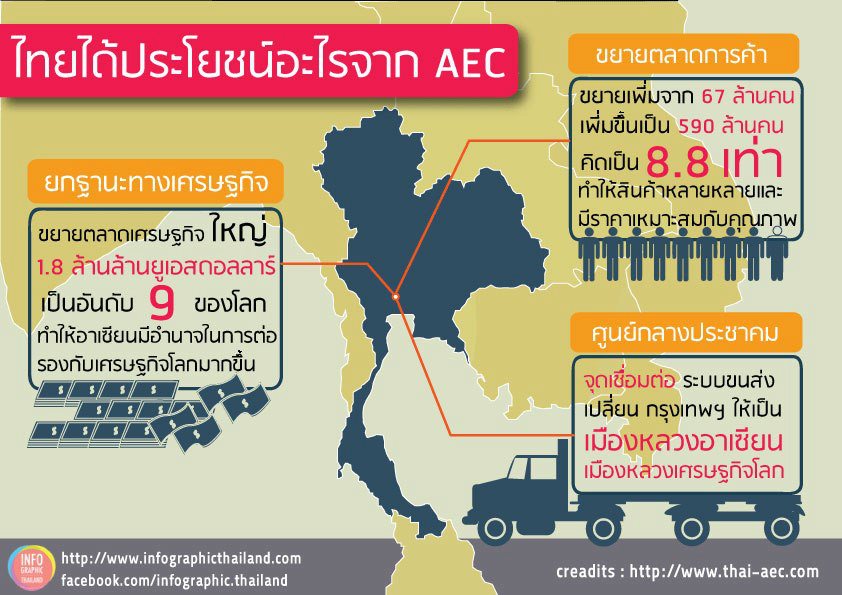 ไทยได้ประโยชน์อะไรจาก AEC
ขยายตลาดการค้า
ขยายเพิ่มจาก 67 ล้านคน
เพิ่มขึ้นเป็น 590 ล้านคน
คิดเป็น 8.8 เท่า
ทำให้สินค้าหลายหลายและ
มีราคาเหมาะสมกับคุณภาพ
ยกฐานะทางเศรษฐกิจ
ขยายตลาดเศรษฐกิจ ใหญ่
1.8 ล้านล้านยูเอสดอลลาร์
เป็นอันดับ 9 ของโลก
ทำให้อาเซียนมีอำนาจในการต่อ
รองกับเศรษฐกิจโลกมากขึ้น
$ $ $ $
$ $ $ $
$ $ $ $ $
ศูนย์กลางประชาคม
จุดเชื่อมต่อ ระบบขนส่ง
เปลี่ยน กรุงเทพฯ ให้เป็น
เมืองหลวงอาเซียน
เมืองหลวงเศรษฐกิจโลก
INFO
GRAPHIC
THAILAND
http://www.infographicthailand.com
facebook.com/infographic.thailand
creadits : http://www.thai-aec.com